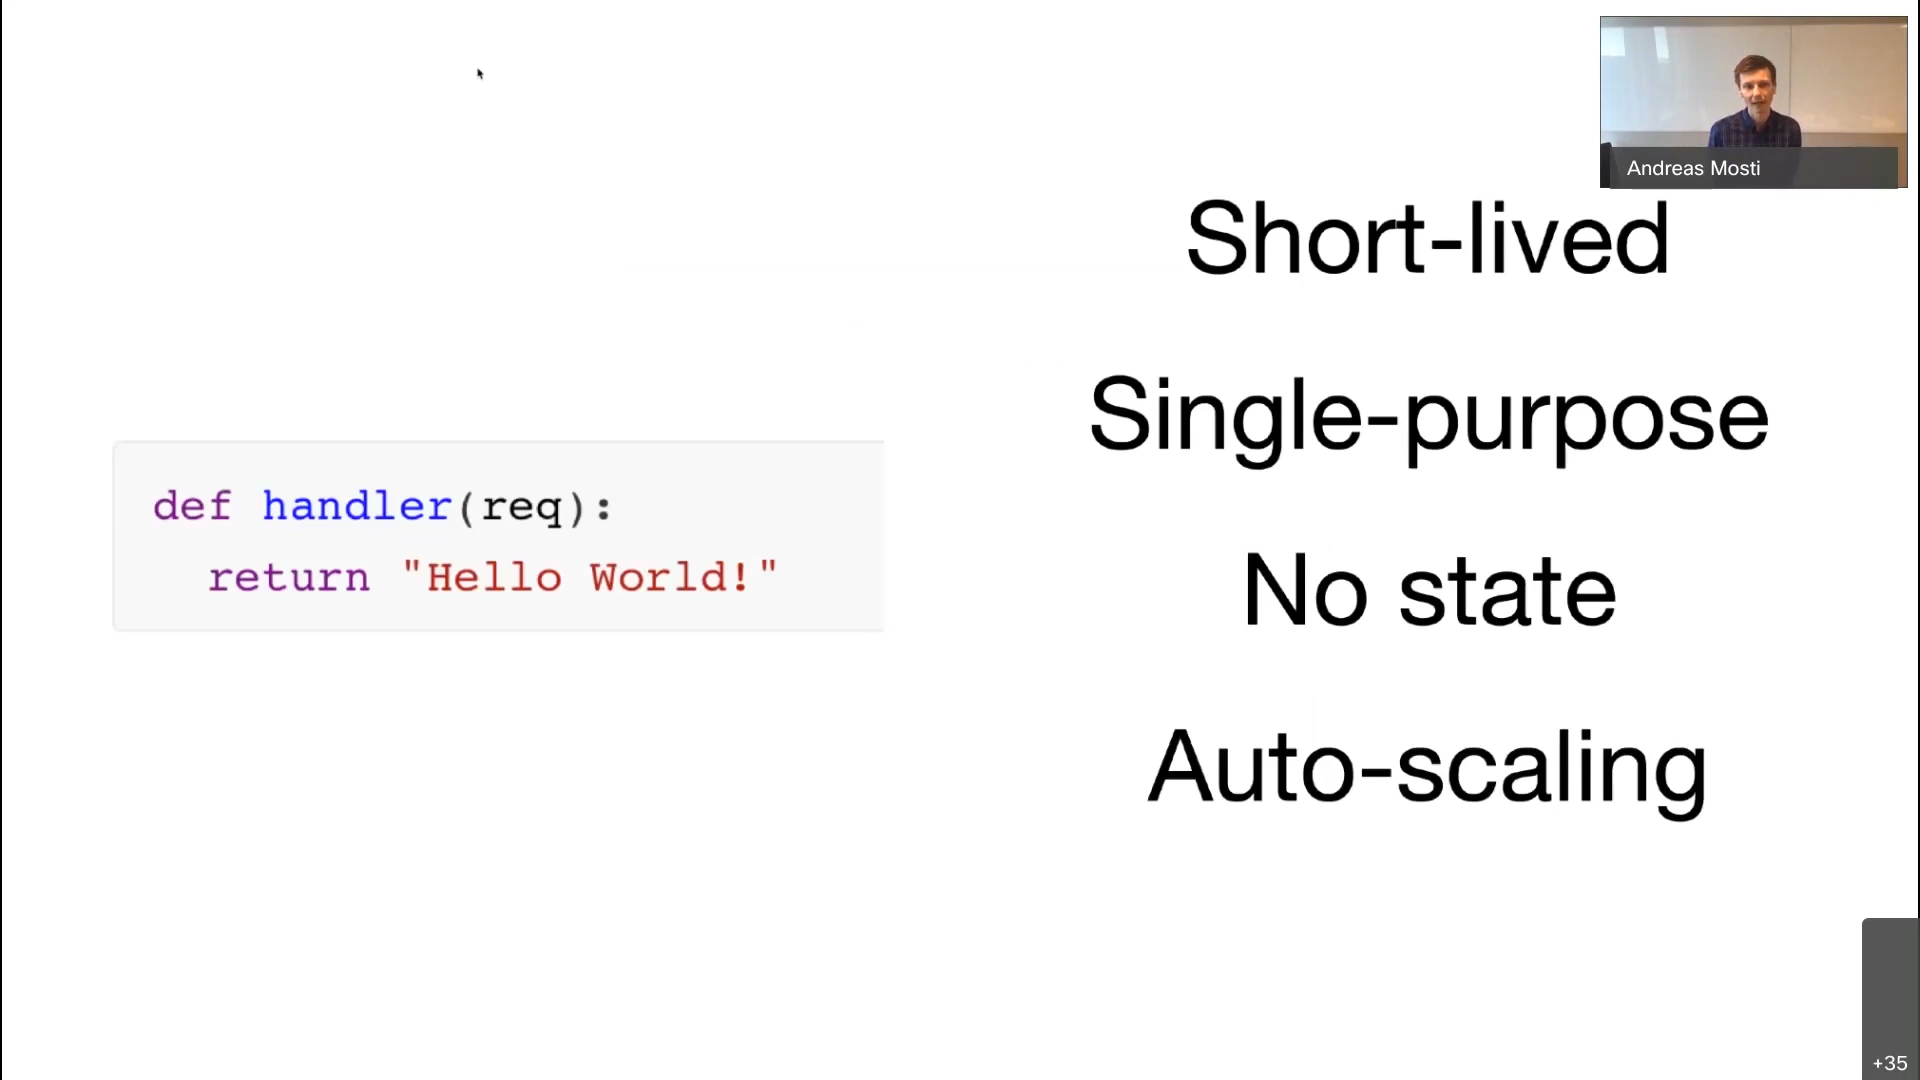 Andreas Mosti
Short-lived
Single-purpose
No state
Auto-scaling
def handler(req):
return "Hello World!"
+35